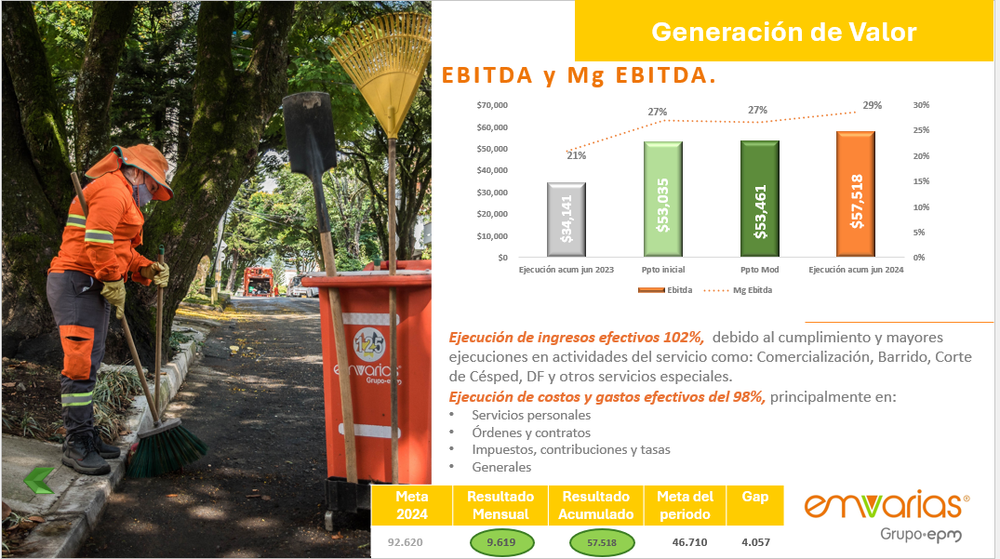 Generación de Valor
EBITDA y Mg EBITDA.
$70,000
$60,000
$50,000
$40,000
$30,000
$20,000
$10,000
$0
30%
25%
20%
15%
10%
5%
0%
21%
27%
27%
29%
$34,141
$53,035
$53,461
$57,518
Ejecución acum jun 2023
Ppto inicial
Ppto Mod
Ejecución acum jun 2024
Ebitda
Mg Ebitda
Ejecución de ingresos efectivos 102%, debido al cumplimiento y mayores
ejecuciones en actividades del servicio como: Comercialización, Barrido, Corte
de Césped, DF y otros servicios especiales.
Ejecución de costos y gastos efectivos del 98%, principalmente en:
• Servicios personales
• Órdenes y contratos
• Impuestos, contribuciones y tasas
• Generales
125
emvarias
Grupo•epm
Meta 2024
Resultado Mensual
Resultado Acumulado
Meta del periodo
Gap
92.620
9.619
57.518
46.710
4.057
emvarias®
Grupo•epm